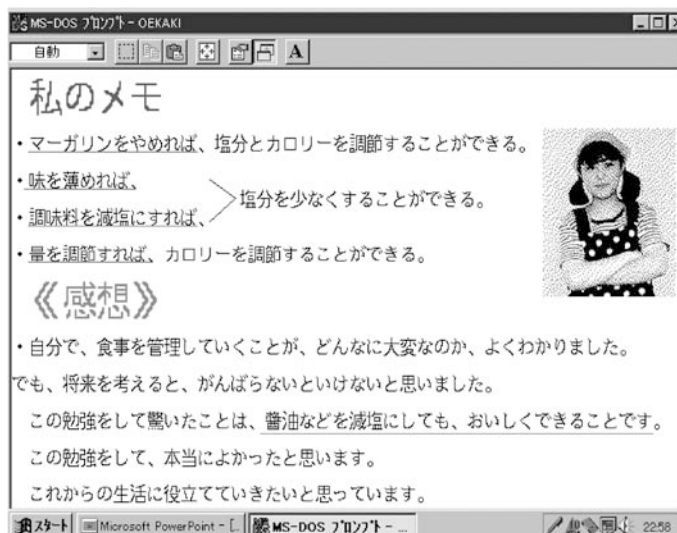 MS-DOS プロンプト - OEKAKI
自動
A
私のメモ
・マーガリンをやめれば、塩分とカロリーを調節することができる。
・味を薄めれば、
塩分を少なくすることができる。
・調味料を減塩にすれば、
・量を調節すれば、カロリーを調節することができる。
《感想》
・自分で、食事を管理していくことが、どんなに大変なのか、よくわかりました。
でも、将来を考えると、がんばらないといけないと思いました。
この勉強をして驚いたことは、醤油などを減塩にしても、おいしくできることです。
この勉強をして、本当によかったと思います。
これからの生活に役立てていきたいと思っています。
スタート Microsoft PowerPoint - [. MS-DOS プロンプト - ... 22:58